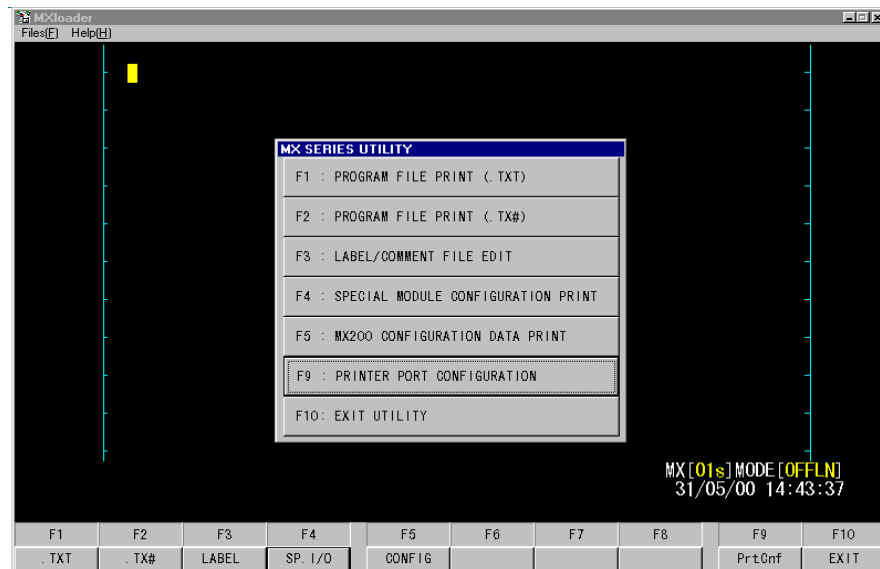 MXloader
Files(F) Help(H)
MX SERIES UTILITY
F1 : PROGRAM FILE PRINT (.TXT)
F2 : PROGRAM FILE PRINT (.TX#)
F3 : LABEL/COMMENT FILE EDIT
F4 : SPECIAL MODULE CONFIGURATION PRINT
F5 : MX200 CONFIGURATION DATA PRINT
F9 : PRINTER PORT CONFIGURATION
F10: EXIT UTILITY
MX[01s]MODE[OFFLN]
31/05/00 14:43:37
F1 F2 F3 F4 F5 F6 F7 F8 F9 F10
.TXT .TX# LABEL SP.I/O CONFIG PrtCnf EXIT